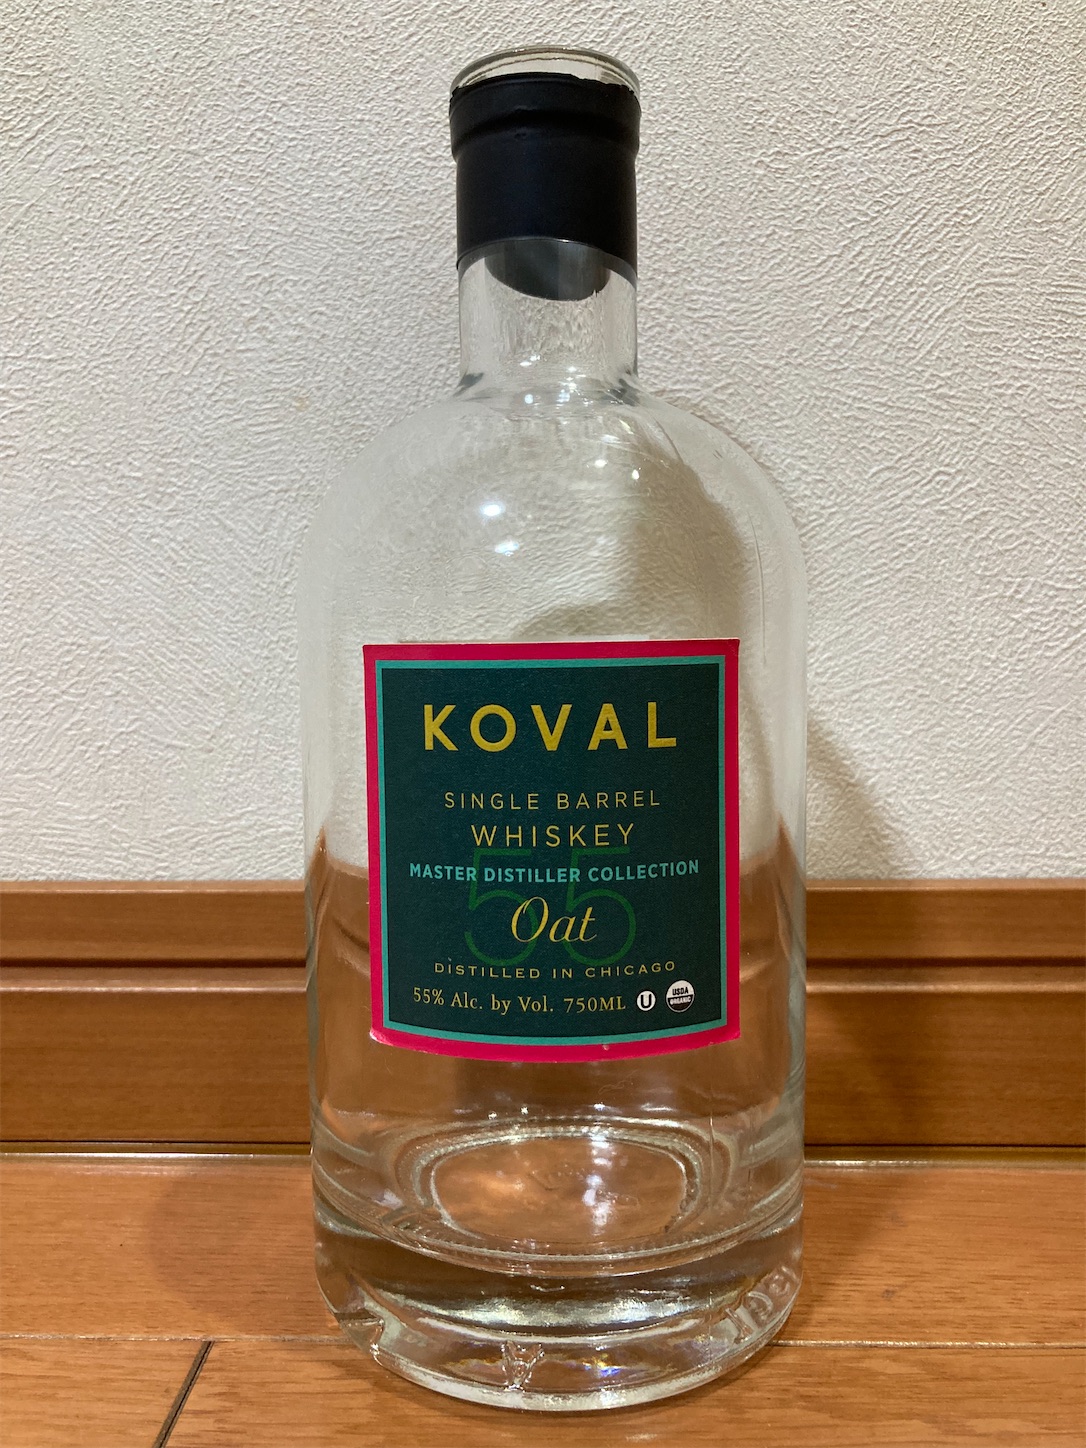 KOVAL
SINGLE BARREL
WHISKEY
55
MASTER DISTILLER COLLECTION
Oat
DISTILLED IN CHICAGO
55% Alc. by Vol. 750ML U USDA ORGANIC